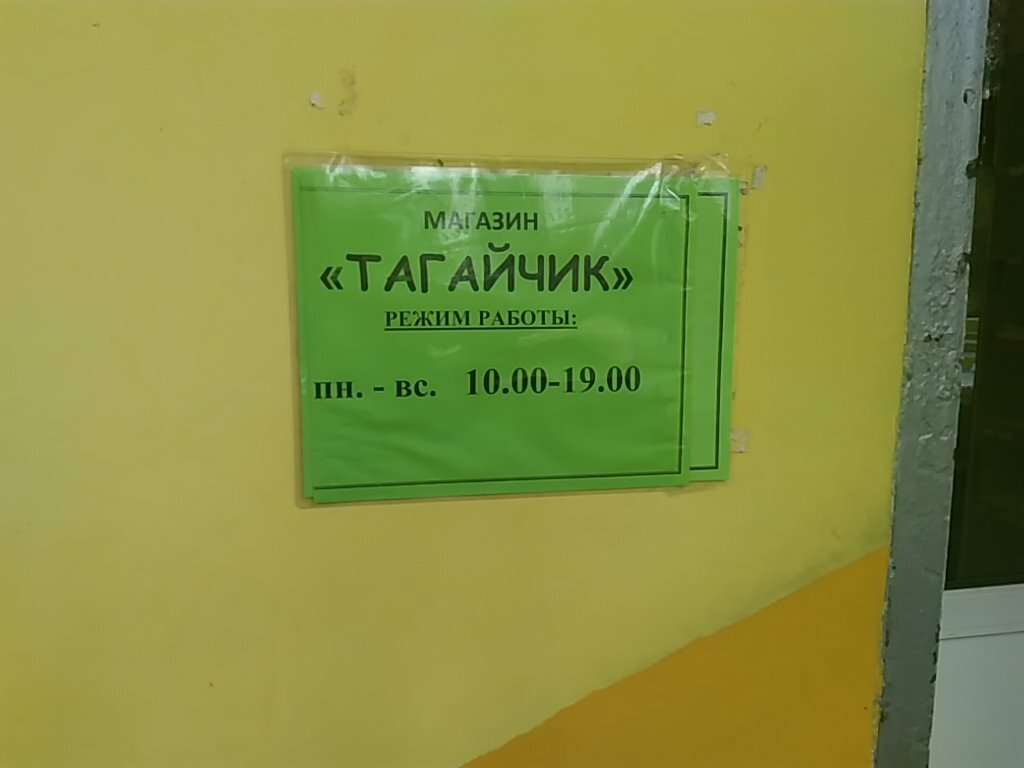 МАГАЗИН
«ТАГАЙЧИК»
РЕЖИМ РАБОТЫ:
пн. - вс. 10.00-19.00